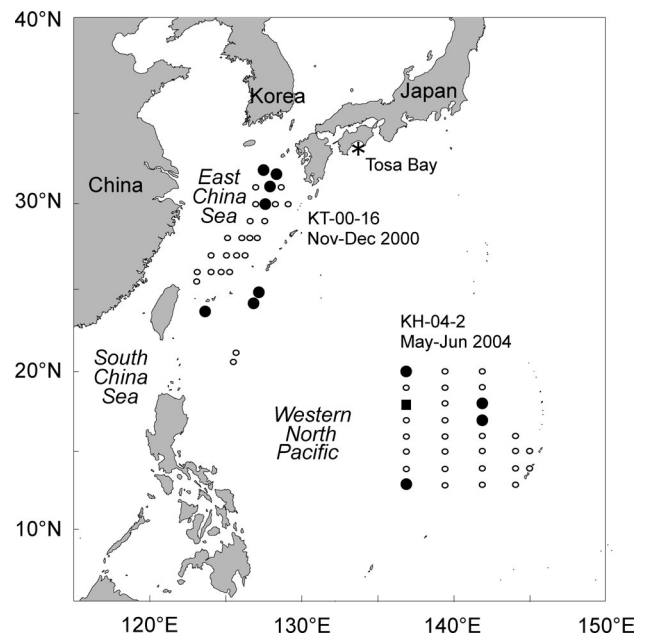 40°N
Korea
Japan
Tosa Bay
China
East
China
Sea
30°N
KT-00-16
Nov-Dec 2000
KH-04-2
May-Jun 2004
20°N
South
China
Sea
Western
North
Pacific
10°N
120°E
130°E
140°E
150°E